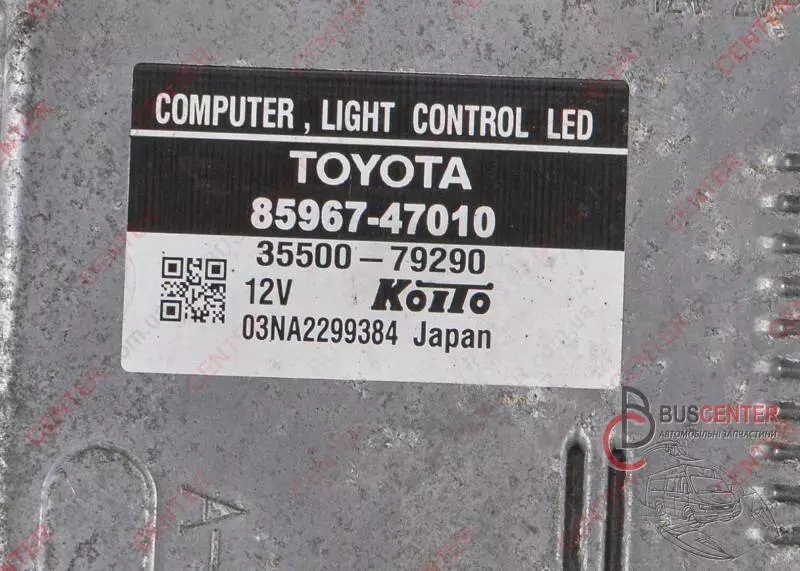 COMPUTER , LIGHT CONTROL LED
TOYOTA
85967-47010
35500-79290
12V KOITO
03NA2299384 Japan
BUSCENTER
АВТОМОБІЛЬНІ ЗАПЧАСТИНИ
A